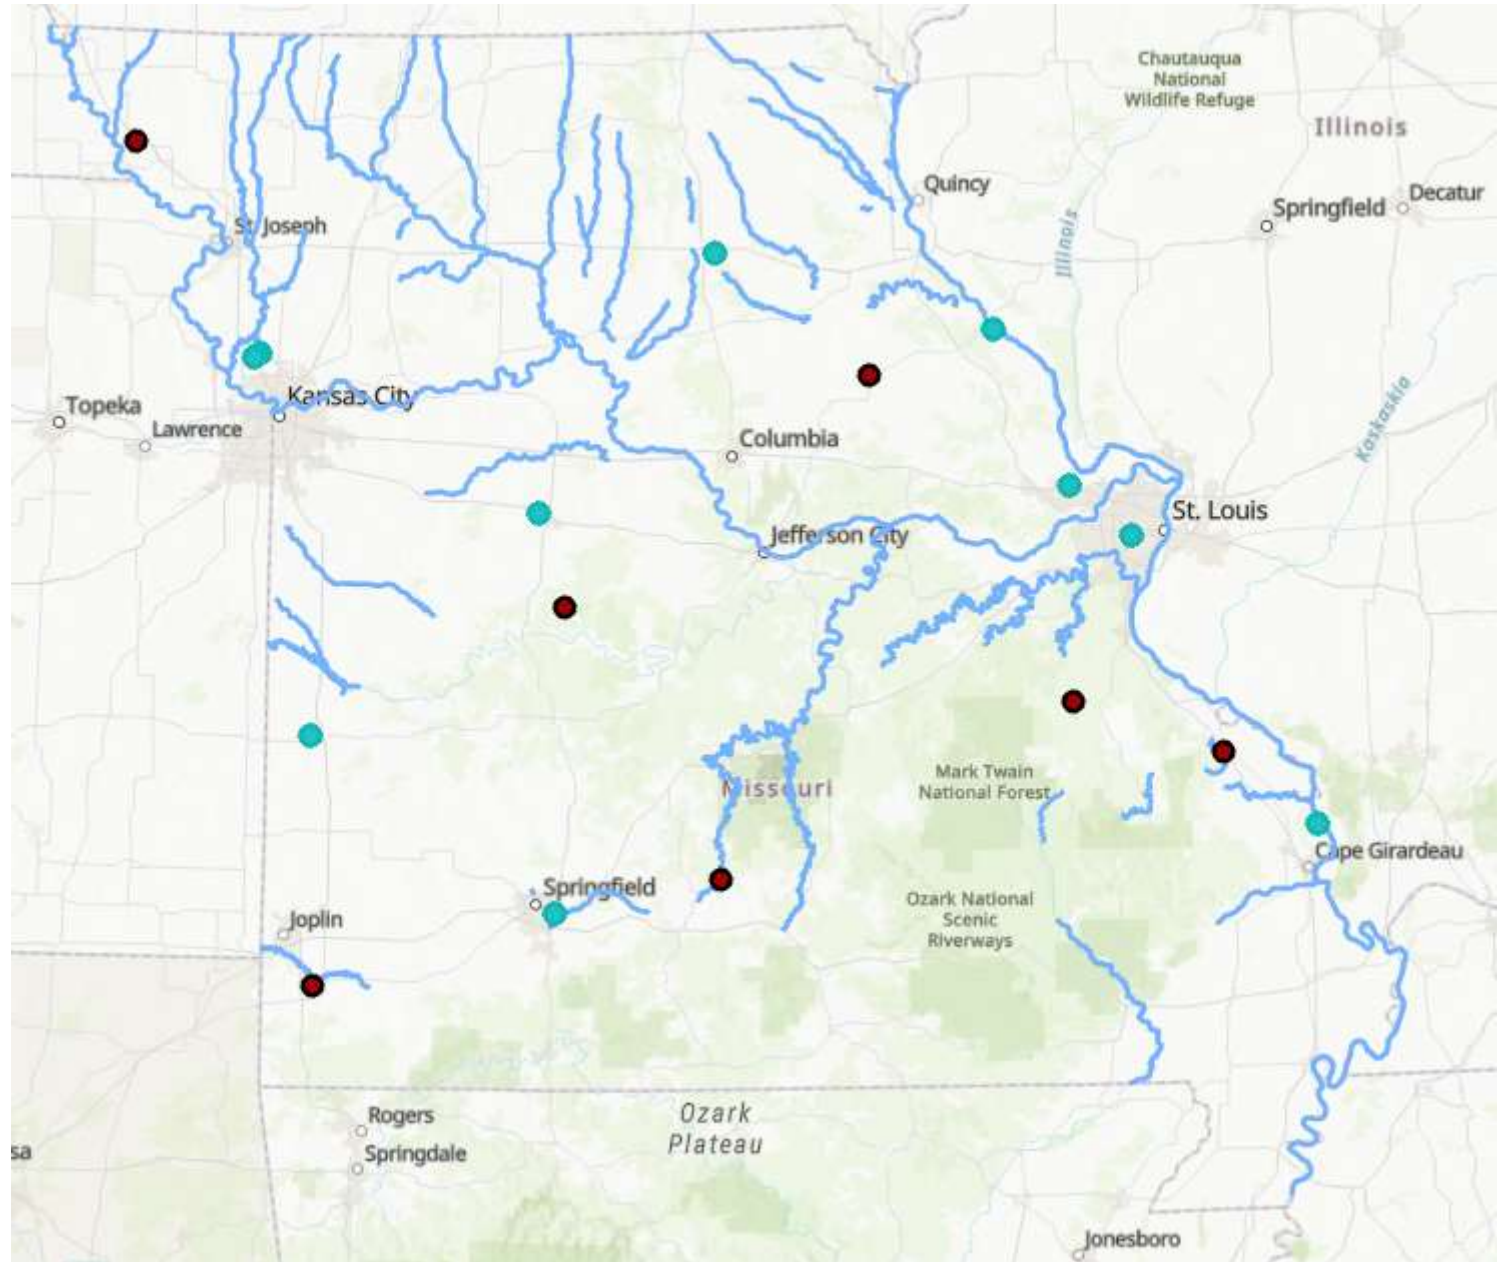 Chautauqua
National
Wildlife Refuge
Illinois
Quincy
Decatur
Springfield
St. Joseph
Illinois
Kansas City
Topeka
Lawrence
Columbia
Kaskaskia
St. Louis
Jefferson City
Mark Twain
National Forest
Missouri
Cape Girardeau
Springfield
Ozark National
Scenic
Riverways
Joplin
Rogers
Ozark
Plateau
Springdale
sa
Jonesboro